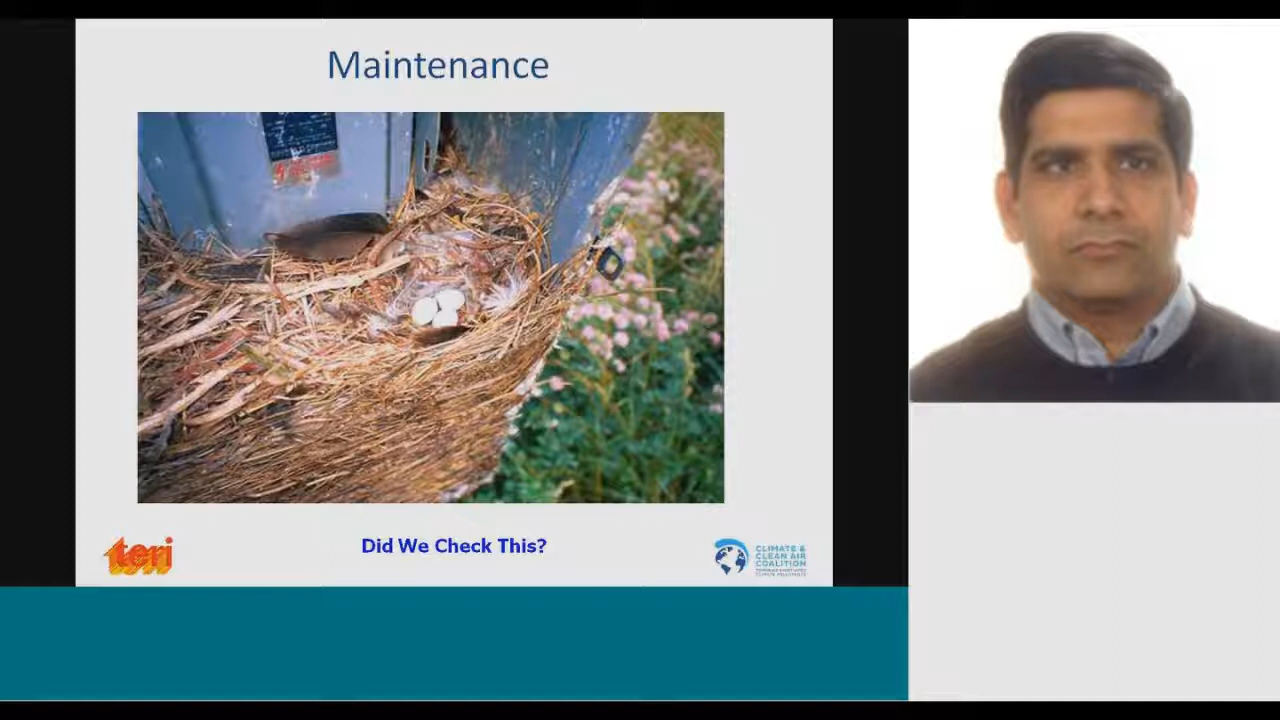 Maintenance
Did We Check This?
teri
CLIMATE &
CLEAN AIR
COALITION